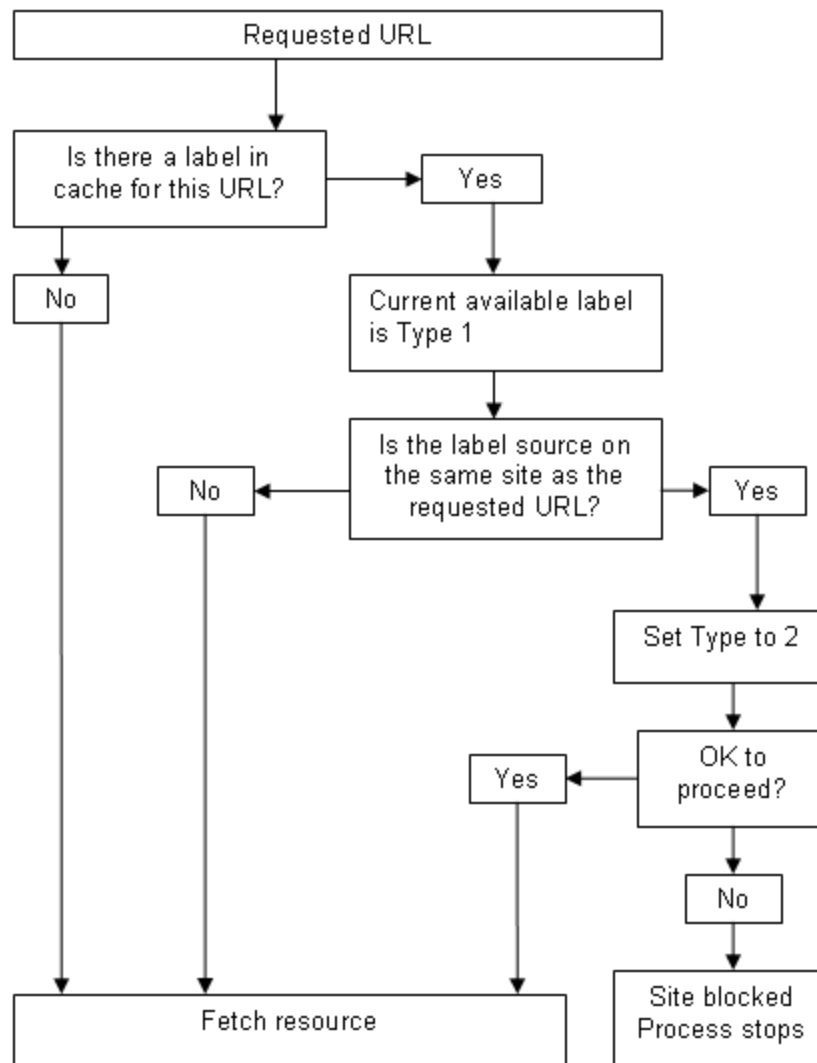 Requested URL
Is there a label in
cache for this URL?
Yes
No
Current available label
is Type 1
Is the label source on
the same site as the
requested URL?
No
Yes
Set Type to 2
OK to
proceed?
Yes
No
Fetch resource
Site blocked
Process stops